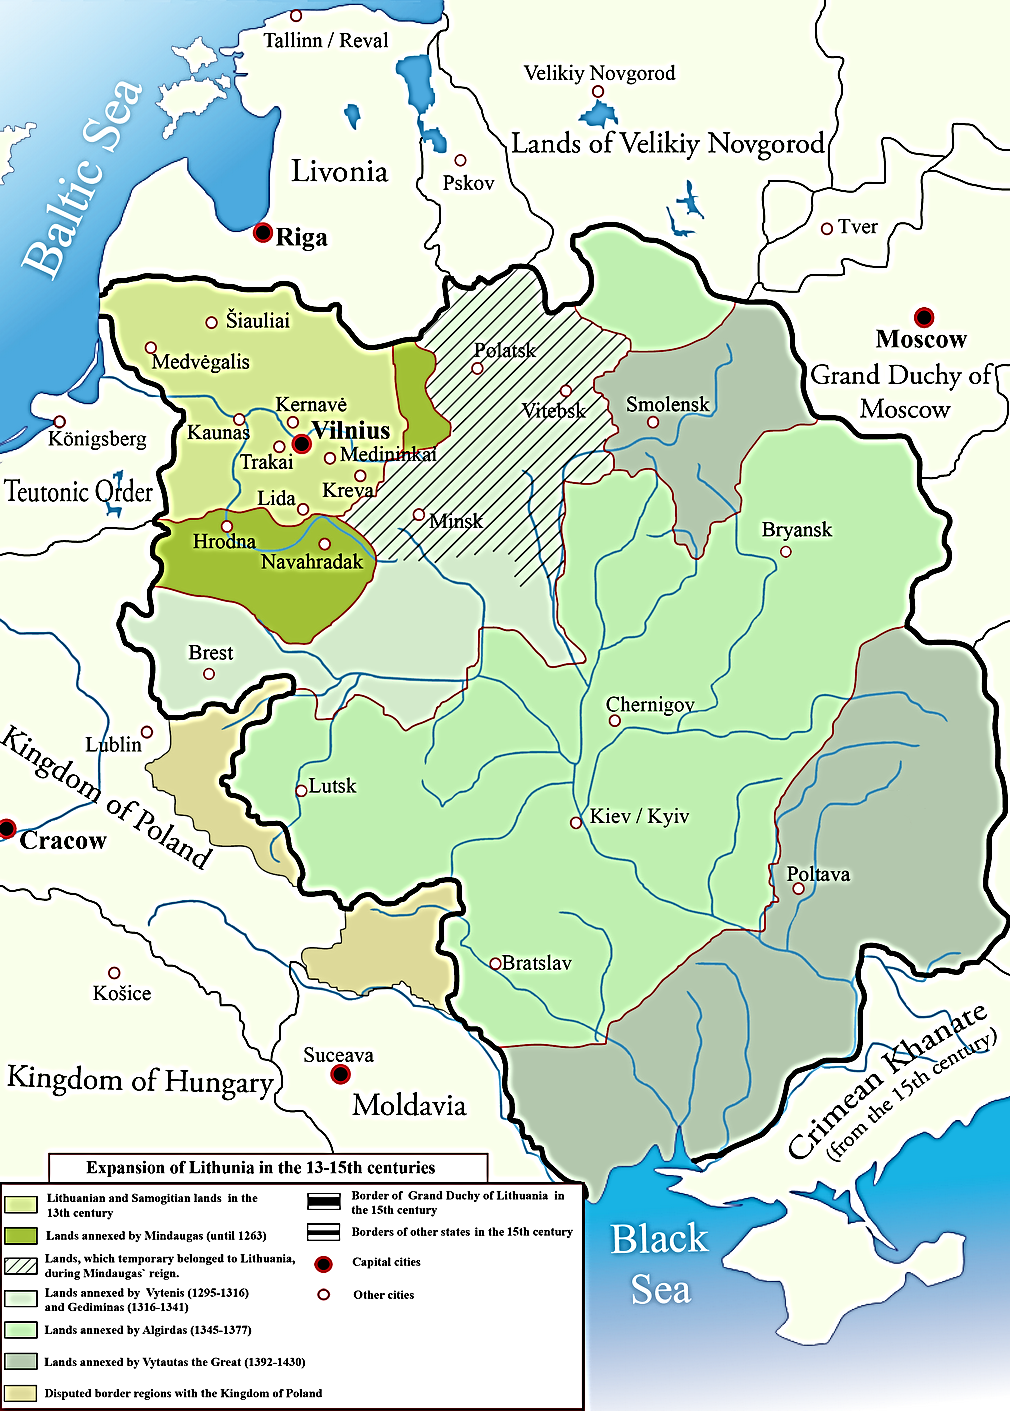 Tallinn / Reval
Velikiy Novgorod
Baltic Sea
Lands of Velikiy Novgorod
Livonia
Pskov
Tver
Riga
Šiauliai
Moscow
Medvėgalis
Polatsk
Grand Duchy of
Moscow
Kernavė
Vitebsk
Smolensk
Königsberg
Kaunas
Vilnius
Trakai
Medininkai
Teutonic Order
Kreva
Lida
Minsk
Hrodna
Bryansk
Navahradak
Brest
Chernigov
Lublin
Kingdom of Poland
Lutsk
Kiev / Kyiv
Cracow
Poltava
Bratslav
Košice
Suceava
Crimean Khanate
(from the 15th century)
Kingdom of Hungary
Moldavia
Black
Sea
Expansion of Lithunia in the 13-15th centuries
Lithuanian and Samogitian lands in the
13th century
Lands annexed by Mindaugas (until 1263)
Lands, which temporary belonged to Lithuania,
during Mindaugas` reign.
Lands annexed by Vytenis (1295-1316)
and Gediminas (1316-1341)
Lands annexed by Algirdas (1345-1377)
Lands annexed by Vytautas the Great (1392-1430)
Disputed border regions with the Kingdom of Poland
Border of Grand Duchy of Lithuania in
the 15th century
Borders of other states in the 15th century
Capital cities
Other cities